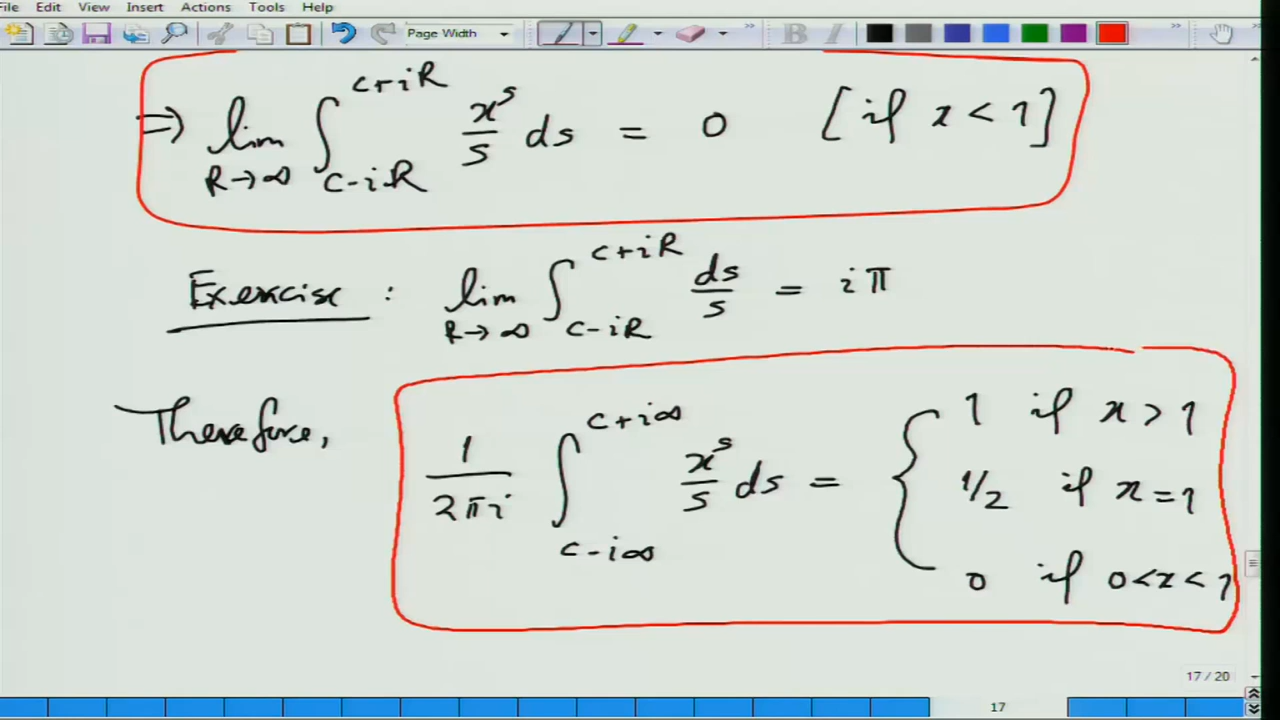 File Edit View Insert Actions Tools Help
Page Width
⇒ lim R→∞ ∫_{c-iR}^{c+iR} x^s/s ds = 0 [if x < 1]
Exercise : lim R→∞ ∫_{c-iR}^{c+iR} ds/s = iπ
Therefore, 1/2πi ∫_{c-i∞}^{c+i∞} x^s/s ds = { 1 if x > 1
1/2 if x = 1
0 if 0<x<1
17/20
17